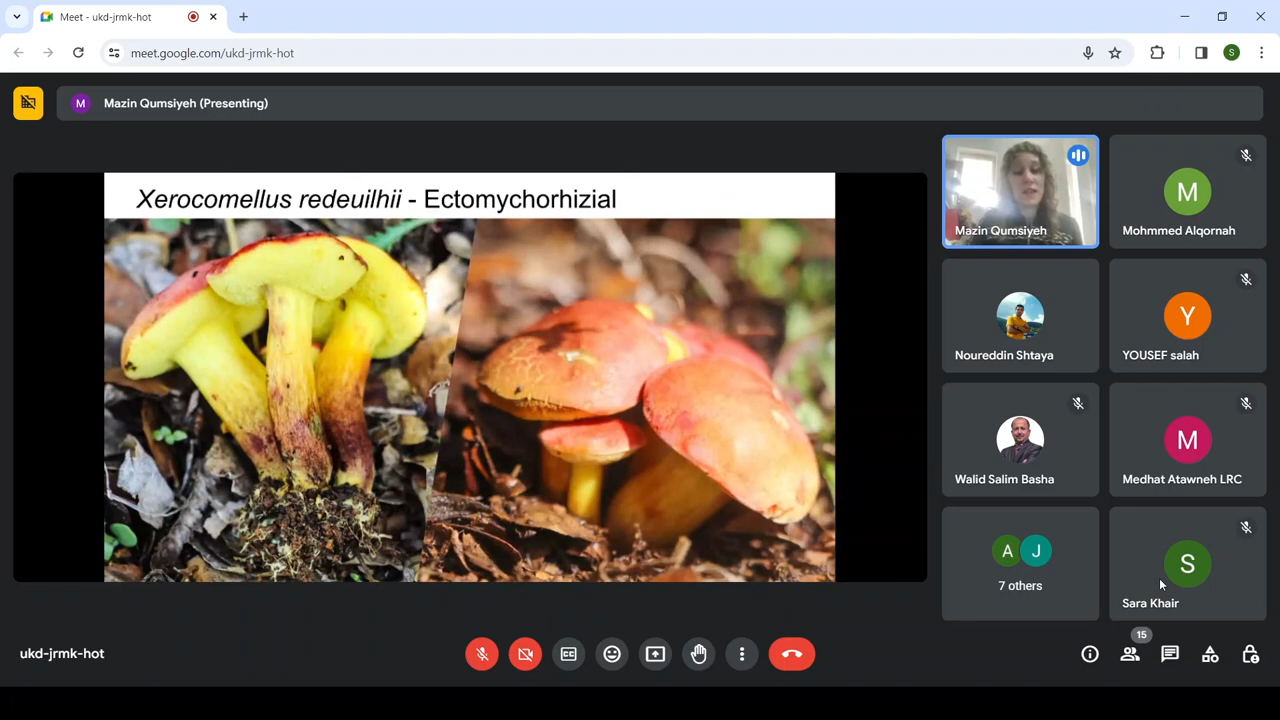 Meet - ukd-jrmk-hot
meet.google.com/ukd-jrmk-hot
S
M
Mazin Qumsiyeh (Presenting)
Xerocomellus redeuilhii - Ectomychorhizial
Mazin Qumsiyeh
M
Mohmmed Alqornah
Noureddin Shtaya
Y
YOUSEF salah
Walid Salim Basha
M
Medhat Atawneh LRC
A J
7 others
S
Sara Khair
ukd-jrmk-hot
15